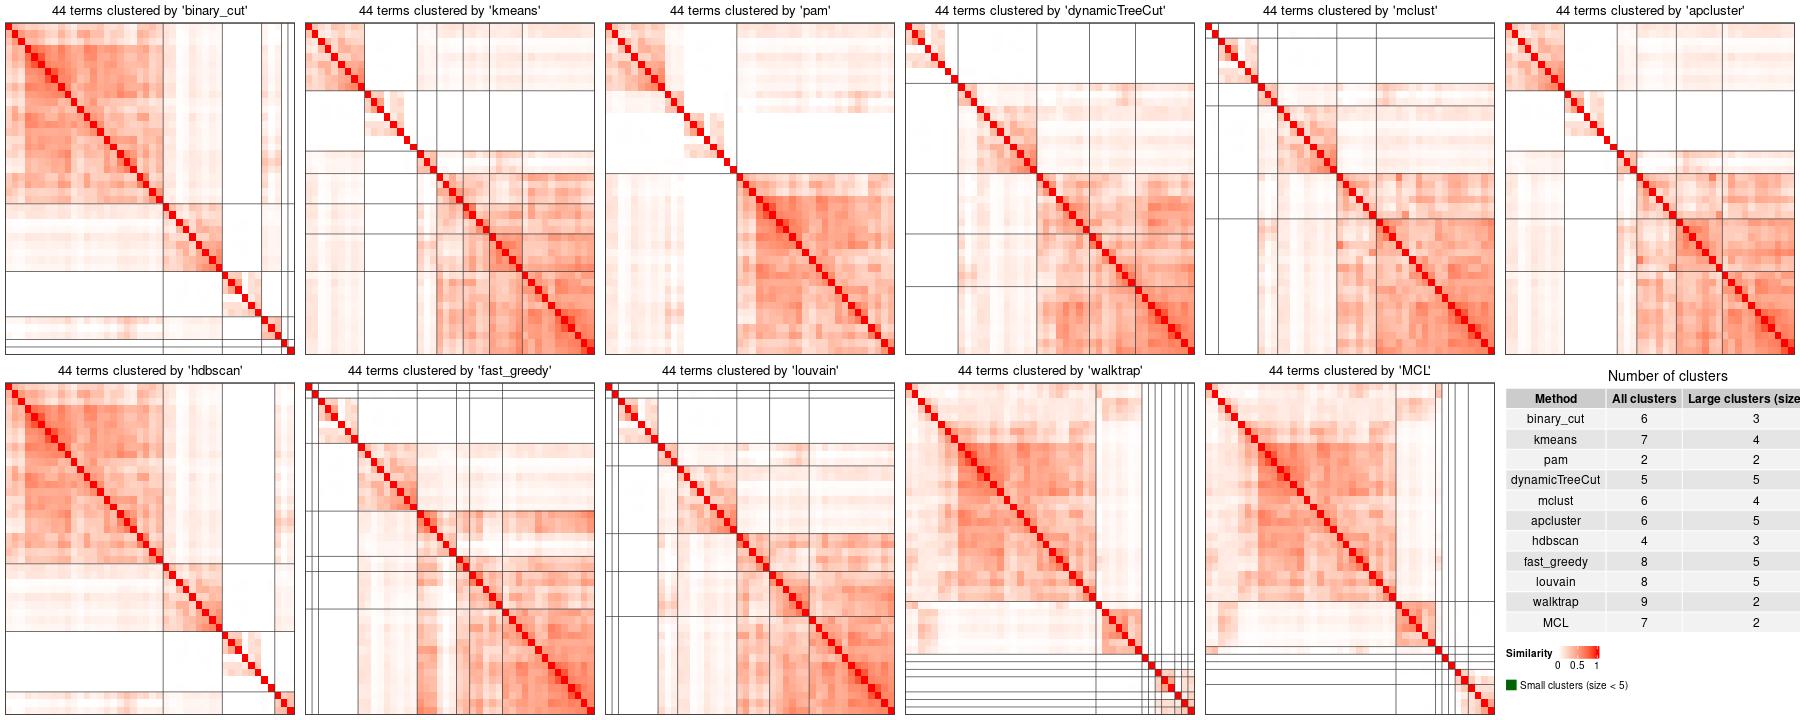 44 terms clustered by 'binary_cut'
44 terms clustered by 'kmeans'
44 terms clustered by 'pam'
44 terms clustered by 'dynamicTreeCut'
44 terms clustered by 'mclust'
44 terms clustered by 'apcluster'
44 terms clustered by 'hdbscan'
44 terms clustered by 'fast_greedy'
44 terms clustered by 'louvain'
44 terms clustered by 'walktrap'
44 terms clustered by 'MCL'
Number of clusters
Method All clusters Large clusters (size
binary_cut 6 3
kmeans 7 4
pam 2 2
dynamicTreeCut 5 5
mclust 6 4
apcluster 6 5
hdbscan 4 3
fast_greedy 8 5
louvain 8 5
walktrap 9 2
MCL 7 2
Similarity
0 0.5 1
Small clusters (size < 5)